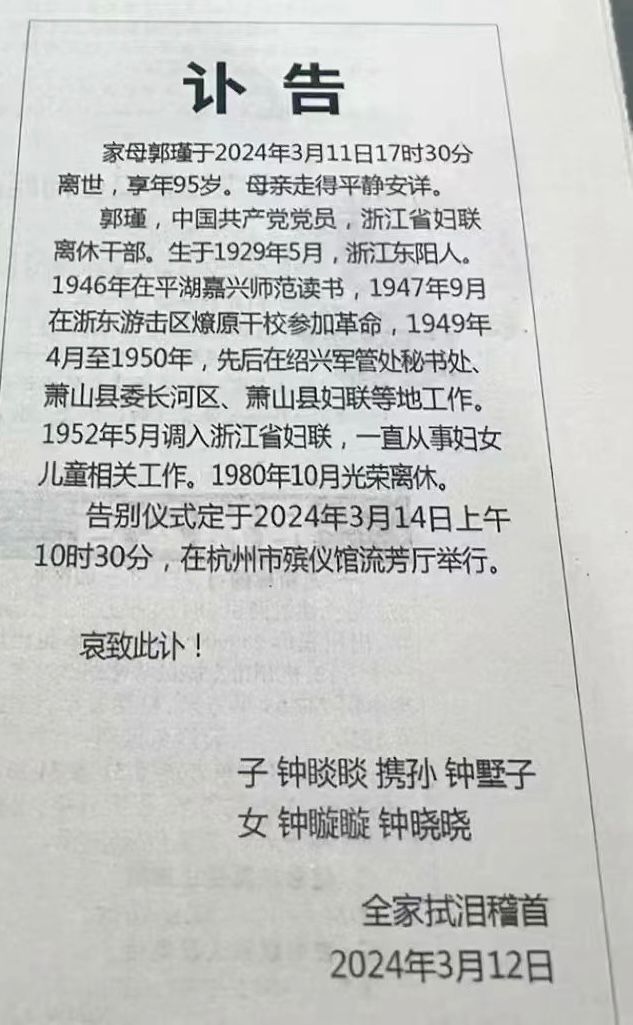 讣 告
家母郭瑾于2024年3月11日17时30分
离世，享年95岁。母亲走得平静安详。
郭瑾，中国共产党党员，浙江省妇联
离休干部。生于1929年5月，浙江东阳人。
1946年在平湖嘉兴师范读书，1947年9月
在浙东游击区燎原干校参加革命，1949年
4月至1950年，先后在绍兴军管处秘书处、
萧山县委长河区、萧山县妇联等地工作。
1952年5月调入浙江省妇联，一直从事妇女
儿童相关工作。1980年10月光荣离休。
告别仪式定于2024年3月14日上午
10时30分，在杭州市殡仪馆流芳厅举行。
哀致此讣！
子 钟睒睒 携孙 钟墅子
女 钟暶暶 钟晓晓
全家拭泪稽首
2024年3月12日